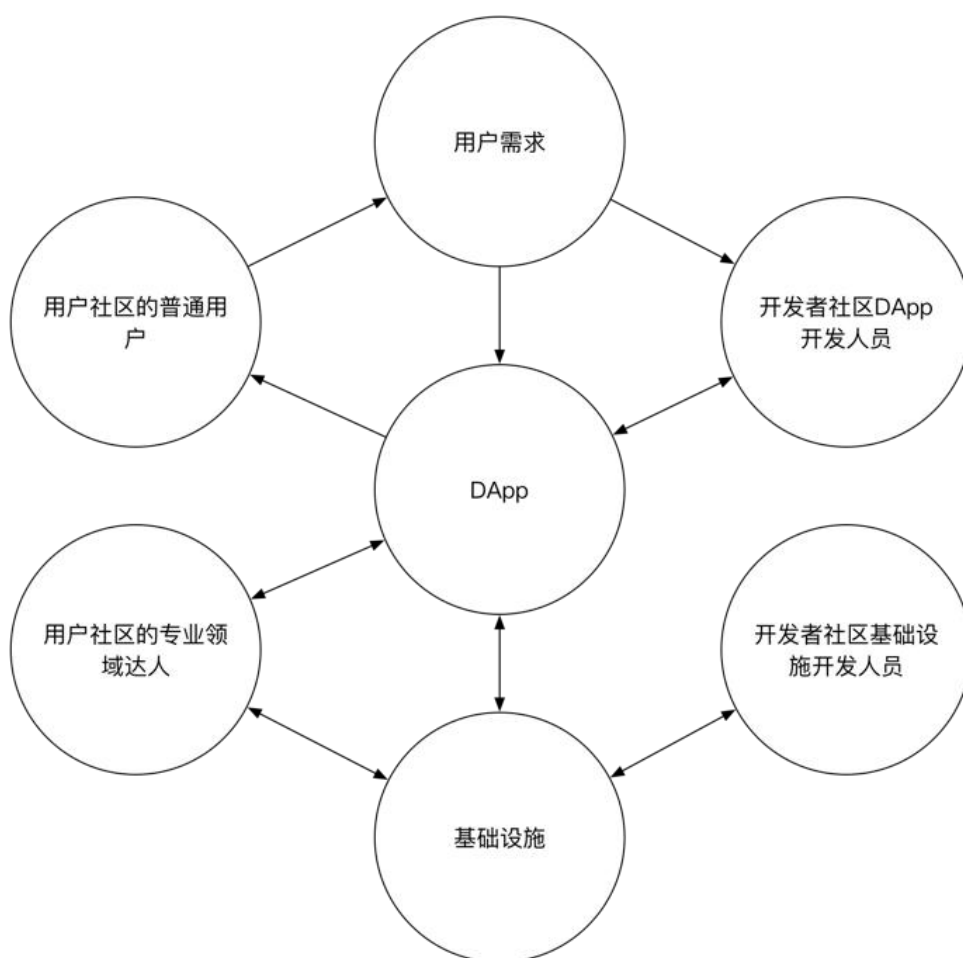 用户需求
用户社区的普通用
户
开发者社区DApp
开发人员
DApp
用户社区的专业领
域达人
开发者社区基础设
施开发人员
基础设施